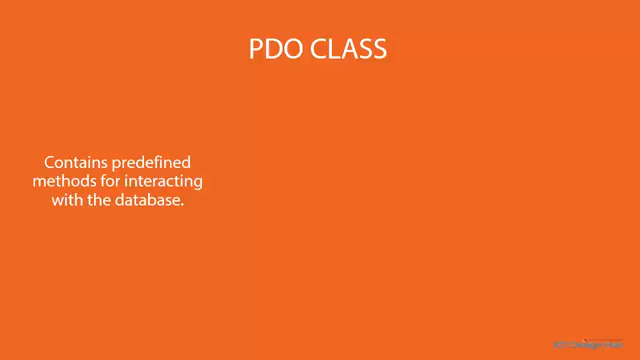 PDO CLASS
Contains predefined
methods for interacting
with the database.